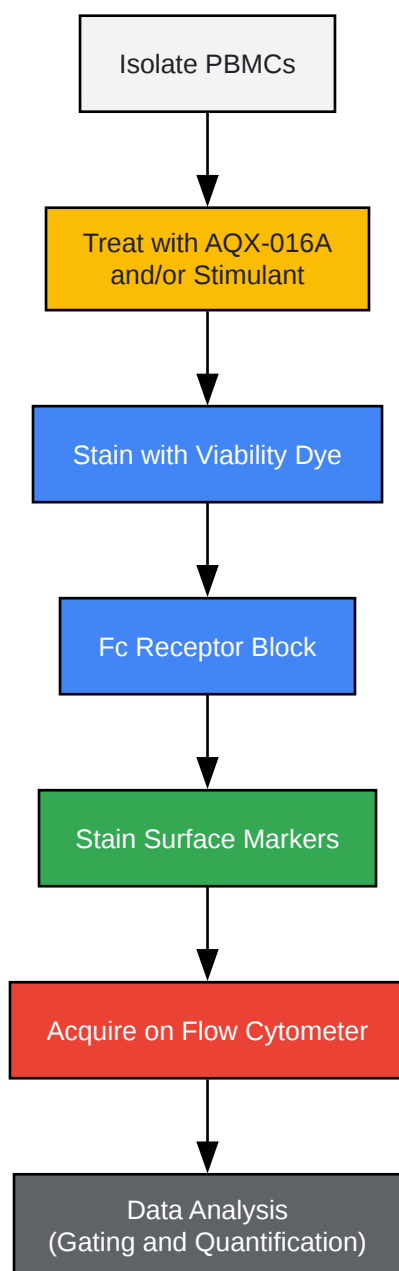 Isolate PBMCs
Treat with AQX-016A
and/or Stimulant
Stain with Viability Dye
Fc Receptor Block
Stain Surface Markers
Acquire on Flow Cytometer
Data Analysis
(Gating and Quantification)